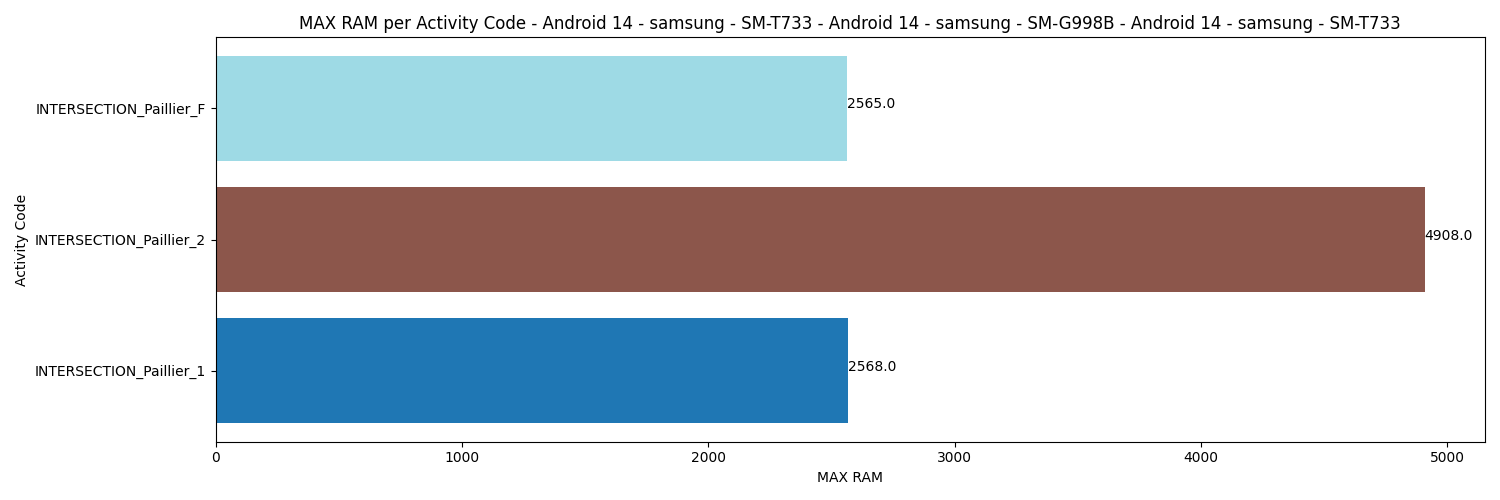 MAX RAM per Activity Code - Android 14 - samsung - SM-T733 - Android 14 - samsung - SM-G998B - Android 14 - samsung - SM-T733
INTERSECTION_Paillier_F
2565.0
INTERSECTION_Paillier_2
4908.0
INTERSECTION_Paillier_1
2568.0
Activity Code
0 1000 2000 3000 4000 5000
MAX RAM